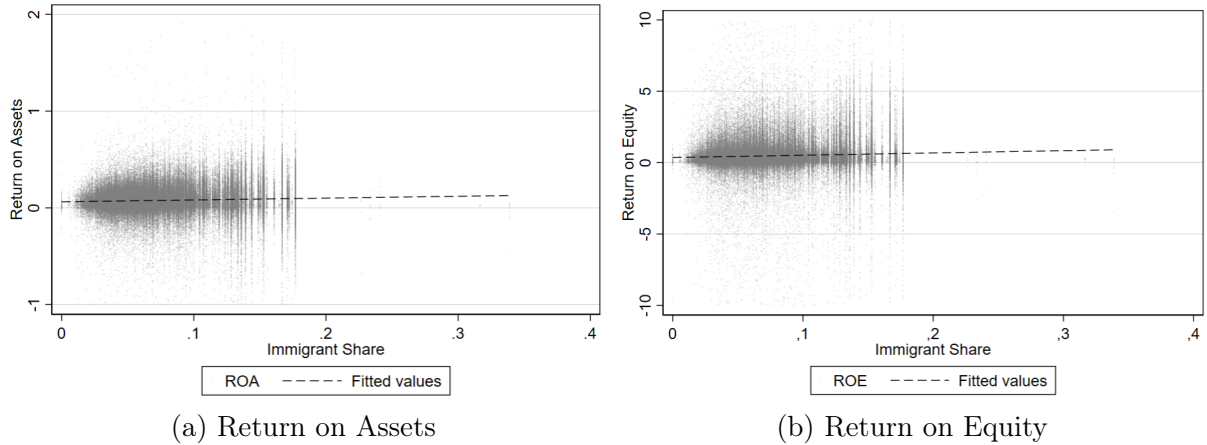 2
1
0
-1
Return on Assets
0 .1 .2 .3 .4
Immigrant Share
ROA Fitted values
(a) Return on Assets
10
5
0
-5
-10
Return on Equity
0 ,1 ,2 ,3 ,4
Immigrant Share
ROE Fitted values
(b) Return on Equity